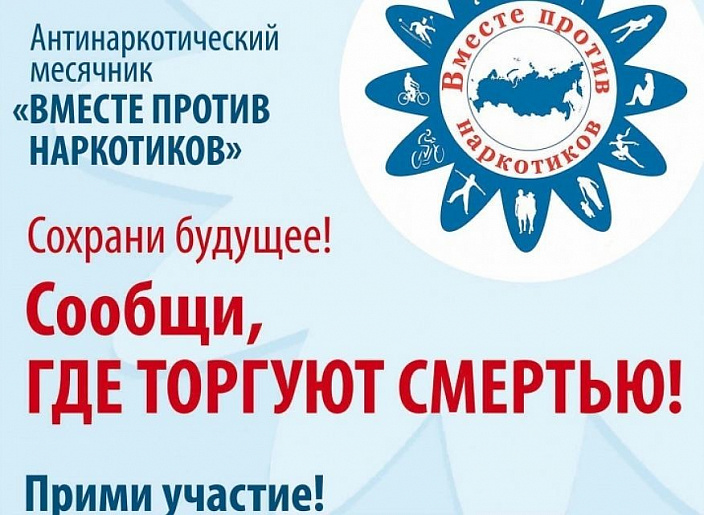 Антинаркотический
месячник
«ВМЕСТЕ ПРОТИВ
НАРКОТИКОВ»
Вместе против
наркотиков
Сохрани будущее!
Сообщи,
ГДЕ ТОРГУЮТ СМЕРТЬЮ!
Прими участие!